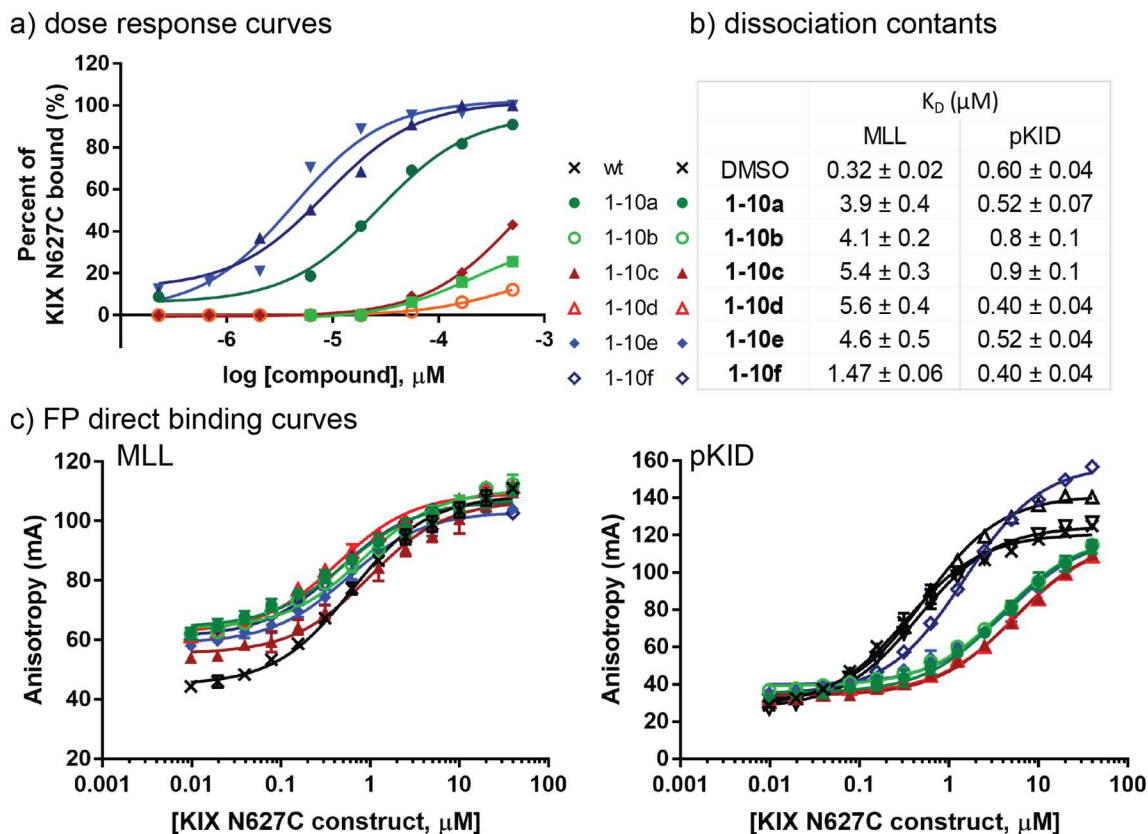 a) dose response curves
120
100
80
60
40
20
0
Percent of
KIX N627C bound (%)
-6
-5
-4
-3
log [compound], μM
wt
1-10a
1-10b
1-10c
1-10d
1-10e
1-10f
b) dissociation contants
K_D (μM)
MLL pKID
DMSO 0.32 ± 0.02 0.60 ± 0.04
1-10a 3.9 ± 0.4 0.52 ± 0.07
1-10b 4.1 ± 0.2 0.8 ± 0.1
1-10c 5.4 ± 0.3 0.9 ± 0.1
1-10d 5.6 ± 0.4 0.40 ± 0.04
1-10e 4.6 ± 0.5 0.52 ± 0.04
1-10f 1.47 ± 0.06 0.40 ± 0.04
c) FP direct binding curves
MLL
120
100
80
60
40
20
Anisotropy (mA)
0.001 0.01 0.1 1 10 100
[KIX N627C construct, μM]
pKID
160
140
120
100
80
60
40
20
0
Anisotropy (mA)
0.001 0.01 0.1 1 10 100
[KIX N627C construct, μM]